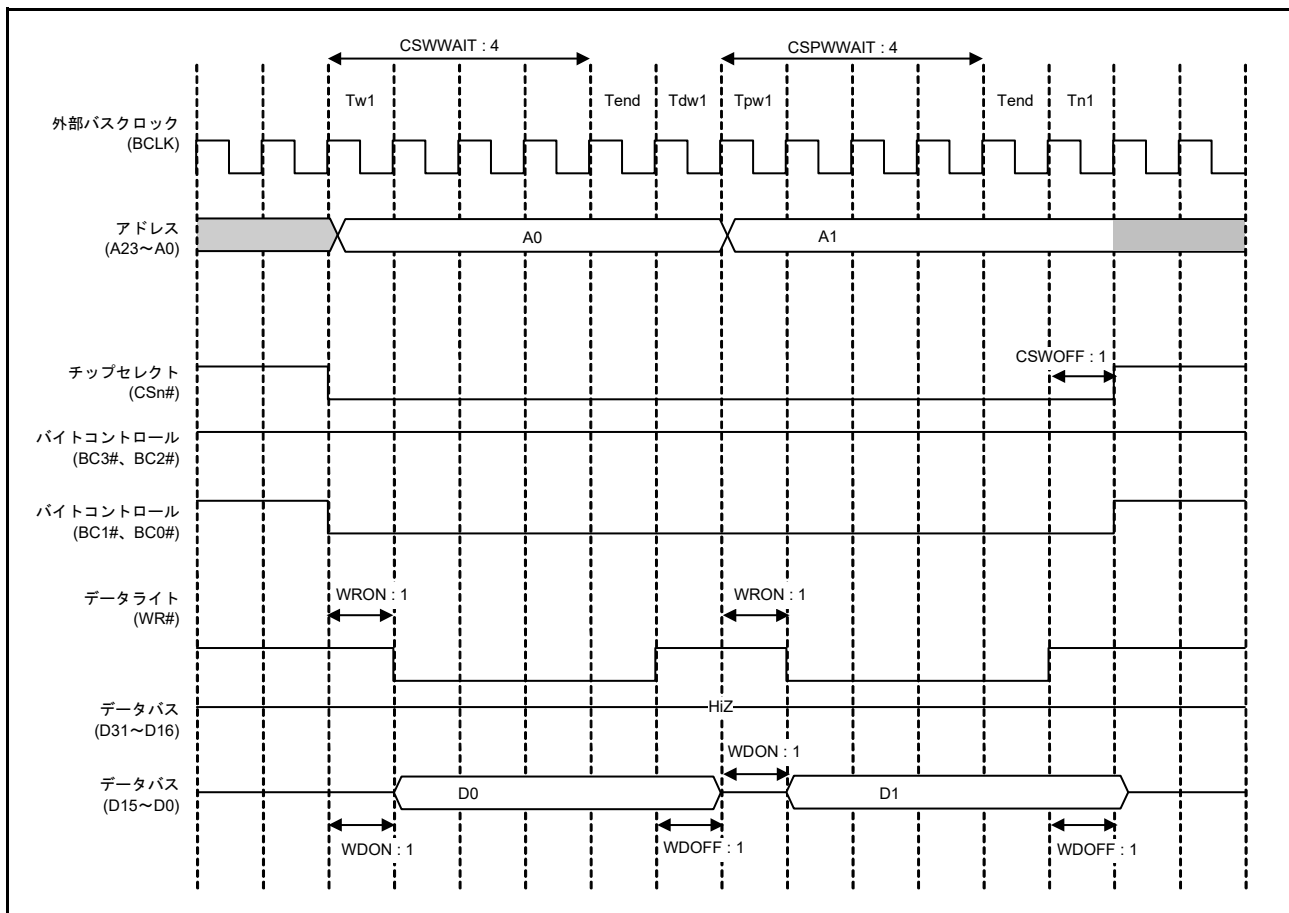 CSWWAIT : 4
CSPWWAIT : 4
Tw1
Tend
Tdw1
Tpw1
Tend
Tn1
外部バスクロック
(BCLK)
アドレス
(A23～A0)
A0
A1
CSWOFF : 1
チップセレクト
(CSn#)
バイトコントロール
(BC3#、BC2#)
バイトコントロール
(BC1#、BC0#)
WRON : 1
WRON : 1
データライト
(WR#)
HiZ
データバス
(D31～D16)
WDON : 1
データバス
(D15～D0)
D0
D1
WDON : 1
WDOFF : 1
WDOFF : 1